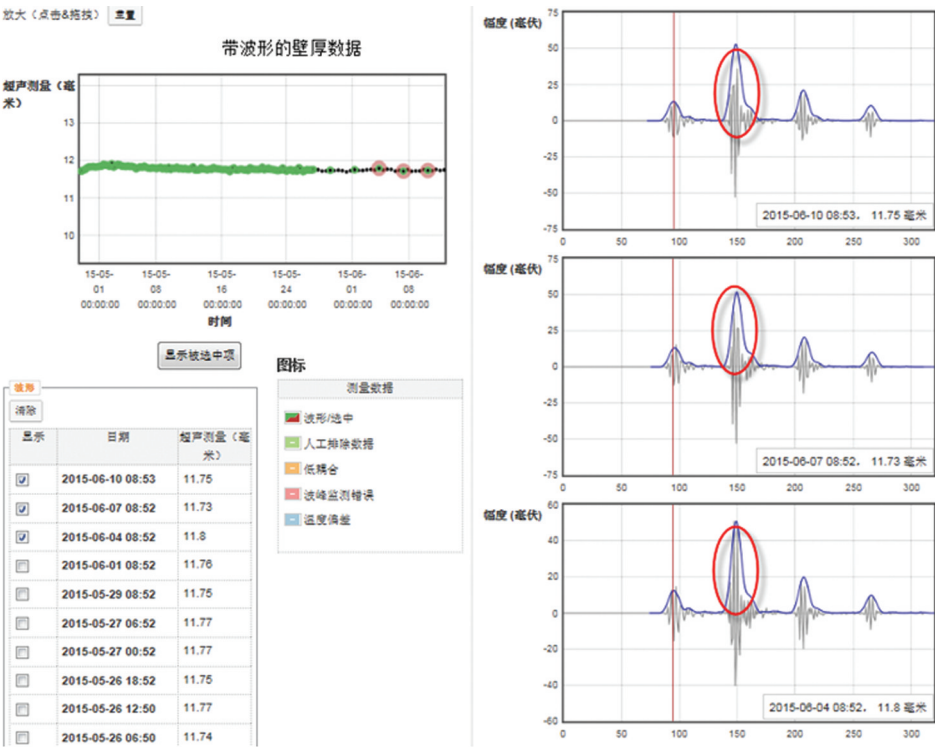 放大（点击&拖拽） 重置
带波形的壁厚数据
超声测量（毫
米）
13
12
11
10
15-05- 15-05- 15-05- 15-05- 15-06- 15-06-
01 08 16 24 01 08
00:00:00 00:00:00 00:00:00 00:00:00 00:00:00 00:00:00
时间
显示被选中项
波形
清除
显示 日期 超声测量（毫
米）
2015-06-10 08:53 11.75
2015-06-07 08:52 11.73
2015-06-04 08:52 11.8
2015-06-01 08:52 11.76
2015-05-29 08:52 11.75
2015-05-27 06:52 11.77
2015-05-27 00:52 11.77
2015-05-26 18:52 11.75
2015-05-26 12:50 11.77
2015-05-26 06:50 11.74
图标
测量数据
波形/选中
人工排除数据
低耦合
波峰监测错误
温度偏差
幅度 (毫伏)
75
50
25
0
-25
-50
-75
2015-06-10 08:53， 11.75 毫米
0 50 100 150 200 250 300
幅度 (毫伏)
75
50
25
0
-25
-50
-75
2015-06-07 08:52， 11.73 毫米
0 50 100 150 200 250 300
幅度 (毫伏)
60
40
20
0
-20
-40
-60
2015-06-04 08:52， 11.8 毫米
0 50 100 150 200 250 300